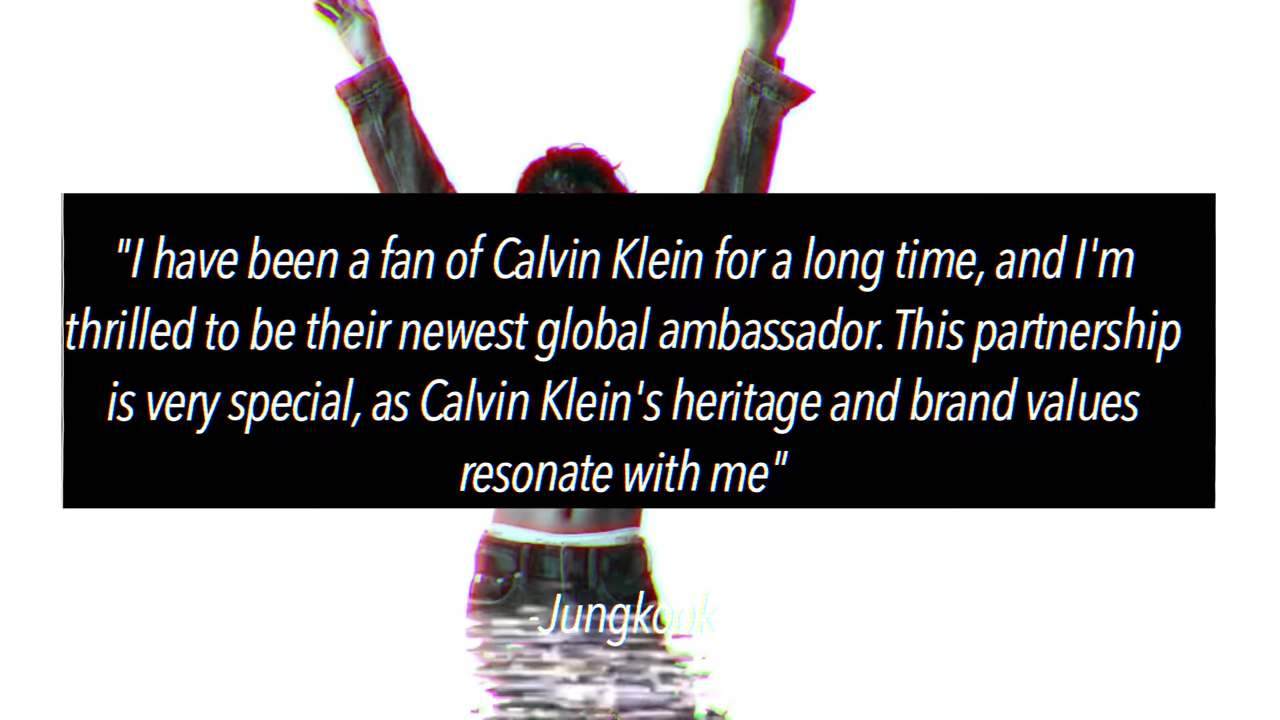 "I have been a fan of Calvin Klein for a long time, and I'm
thrilled to be their newest global ambassador. This partnership
is very special, as Calvin Klein's heritage and brand values
resonate with me"
-Jungkook